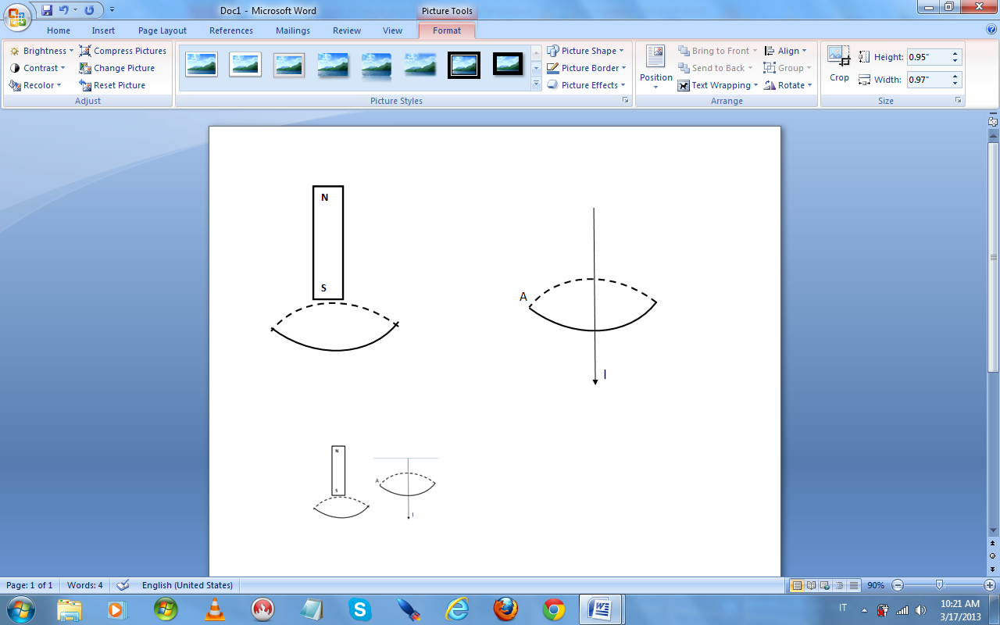 Doc1 - Microsoft Word
Picture Tools
Home Insert Page Layout References Mailings Review View Format
Brightness Compress Pictures Picture Shape Bring to Front Align Height: 0.95"
Contrast Change Picture Picture Border Position Send to Back Group Crop
Recolor Reset Picture Picture Effects Text Wrapping Rotate Width: 0.97"
Adjust Picture Styles Arrange Size
N
S
A
I
N
S
A
I
Page: 1 of 1 Words: 4 English (United States) 90%
IT 10:21 AM
3/17/2013